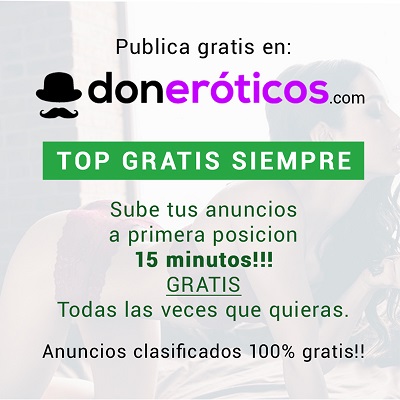 Publica gratis en:
doneróticos.com
TOP GRATIS SIEMPRE
Sube tus anuncios
a primera posicion
15 minutos!!!
GRATIS
Todas las veces que quieras.
Anuncios clasificados 100% gratis!!